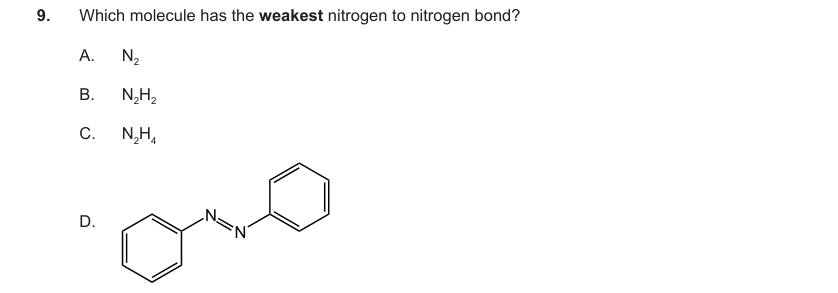 9. Which molecule has the weakest nitrogen to nitrogen bond?
A. N₂
B. N₂H₂
C. N₂H₄
D.
N
N